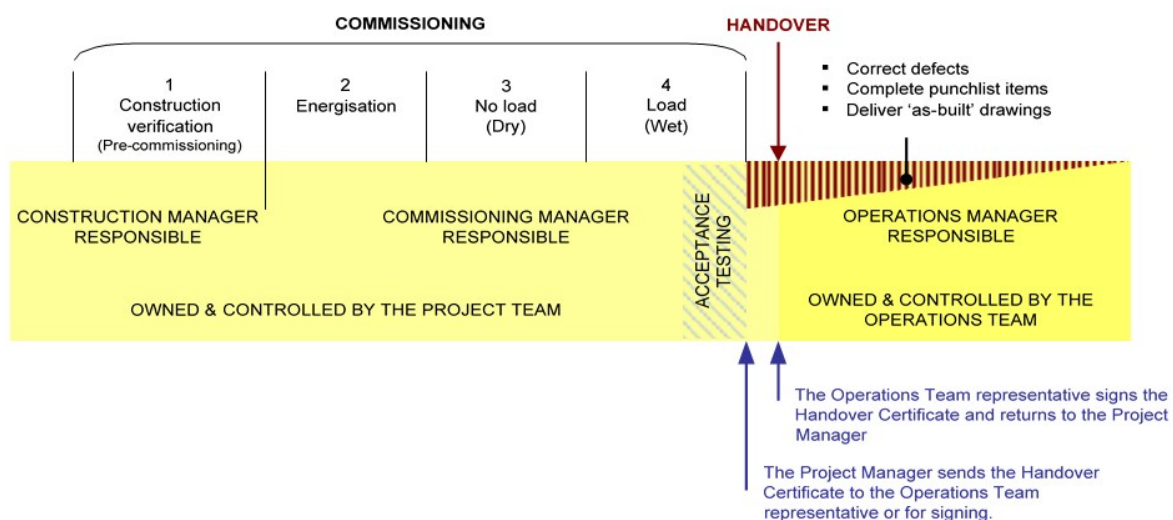 COMMISSIONING
HANDOVER
1
Construction
verification
(Pre-commissioning)
2
Energisation
3
No load
(Dry)
4
Load
(Wet)
▪ Correct defects
▪ Complete punchlist items
▪ Deliver ‘as-built’ drawings
CONSTRUCTION MANAGER
RESPONSIBLE
COMMISSIONING MANAGER
RESPONSIBLE
ACCEPTANCE
TESTING
OPERATIONS MANAGER
RESPONSIBLE
OWNED & CONTROLLED BY THE PROJECT TEAM
OWNED & CONTROLLED BY THE
OPERATIONS TEAM
The Operations Team representative signs the
Handover Certificate and returns to the Project
Manager
The Project Manager sends the Handover
Certificate to the Operations Team
representative or for signing.